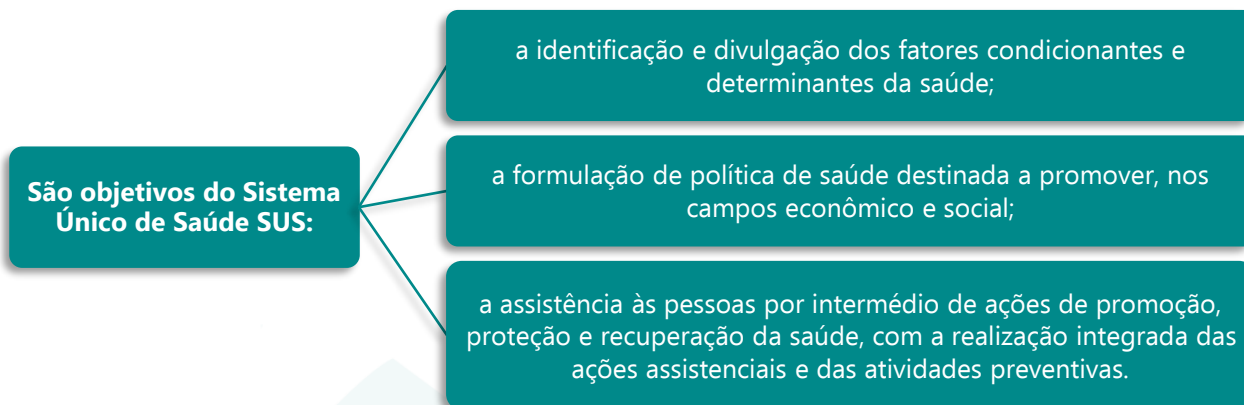 São objetivos do Sistema
Único de Saúde SUS:
a identificação e divulgação dos fatores condicionantes e
determinantes da saúde;
a formulação de política de saúde destinada a promover, nos
campos econômico e social;
a assistência às pessoas por intermédio de ações de promoção,
proteção e recuperação da saúde, com a realização integrada das
ações assistenciais e das atividades preventivas.